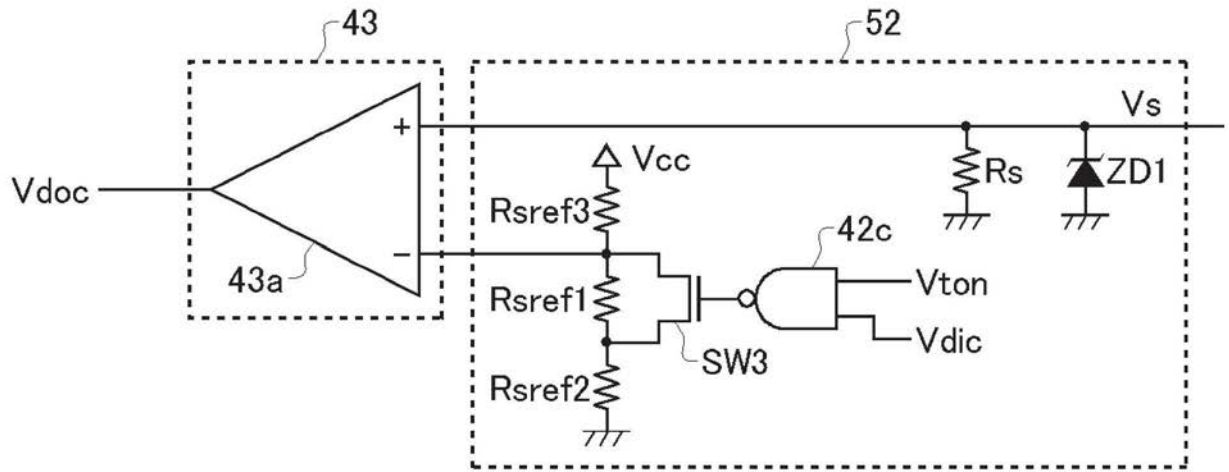 43
52
Vs
+
Vcc
Rs
ZD1
Vdoc
Rsref3
42c
−
43a
Rsref1
Vton
SW3
Vdic
Rsref2